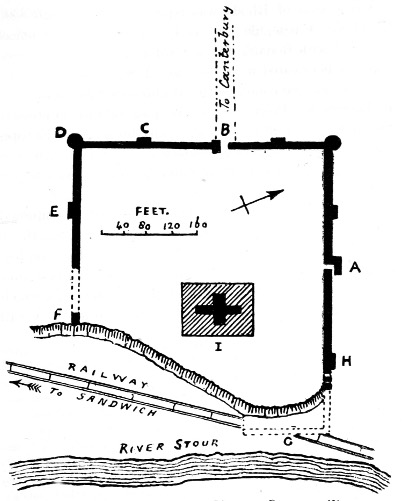 To Canterbury
D C B
E
FEET.
40 80 120 160
A
F
I
H
RAILWAY
TO SANDWICH
G
RIVER STOUR